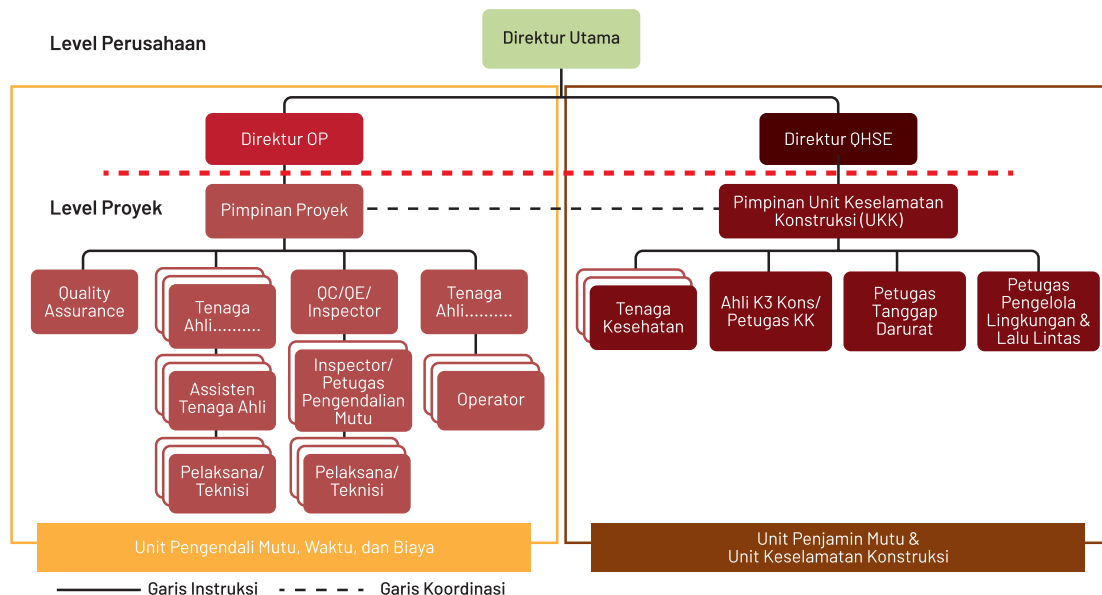 Level Perusahaan
Direktur Utama
Direktur OP
Direktur QHSE
Level Proyek
Pimpinan Proyek
Pimpinan Unit Keselamatan
Konstruksi (UKK)
Quality
Assurance
Tenaga
Ahli..........
QC/QE/
Inspector
Tenaga
Ahli..........
Tenaga
Kesehatan
Ahli K3 Kons/
Petugas KK
Petugas
Tanggap
Darurat
Petugas
Pengelola
Lingkungan &
Lalu Lintas
Assisten
Tenaga Ahli
Inspector/
Petugas
Pengendalian
Mutu
Operator
Pelaksana/
Teknisi
Pelaksana/
Teknisi
Unit Pengendali Mutu, Waktu, dan Biaya
Unit Penjamin Mutu &
Unit Keselamatan Konstruksi
Garis Instruksi
Garis Koordinasi